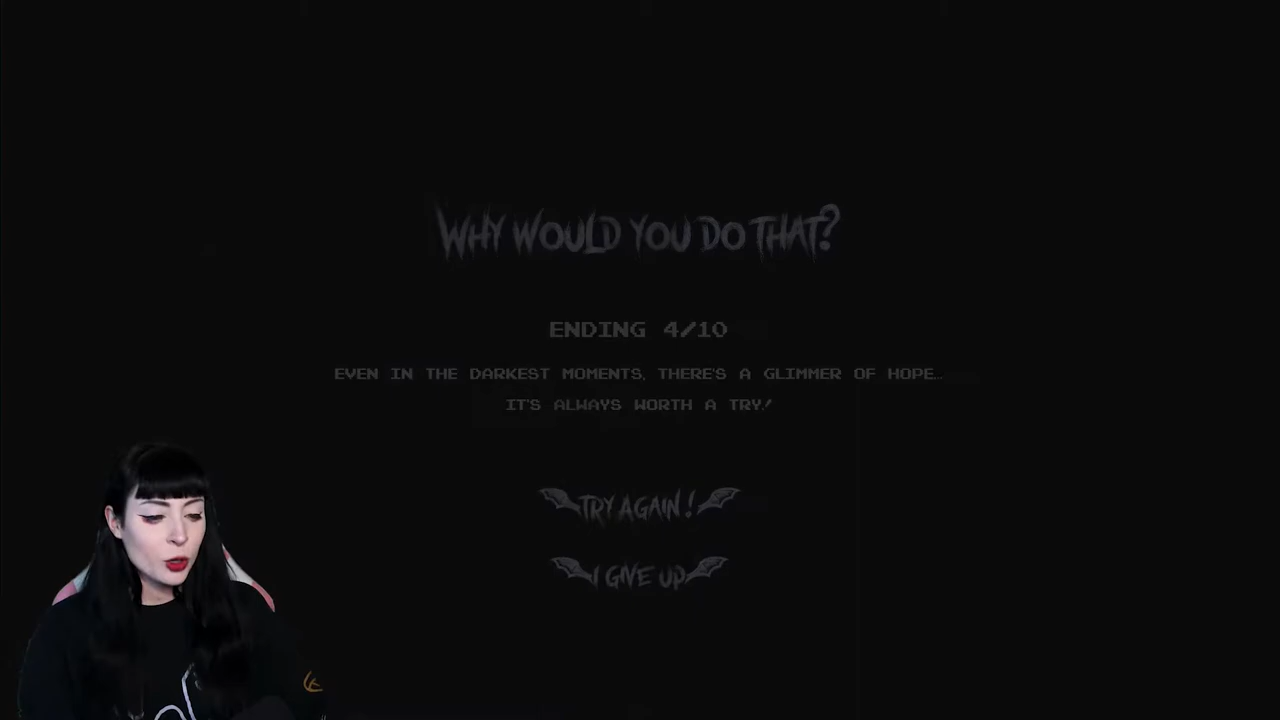 WHY WOULD YOU DO THAT?
ENDING 4/10
EVEN IN THE DARKEST MOMENTS, THERE'S A GLIMMER OF HOPE...
IT'S ALWAYS WORTH A TRY!
TRY AGAIN!
I GIVE UP